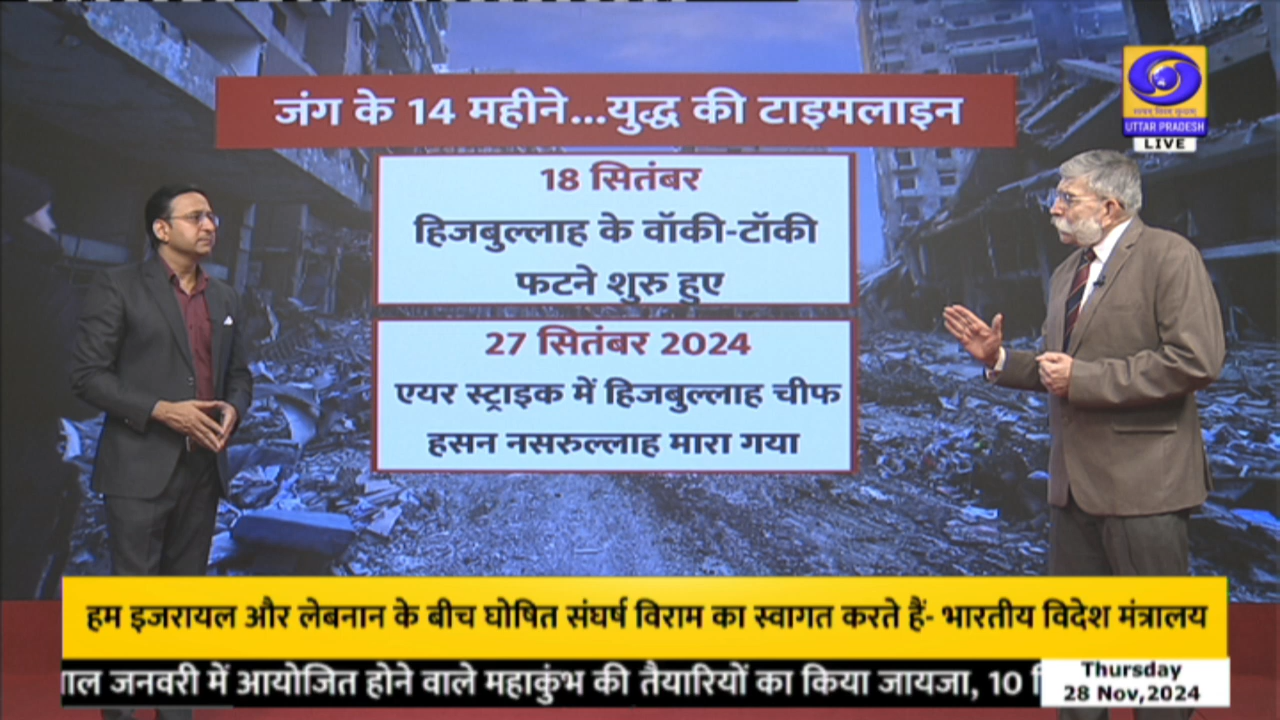 जंग के 14 महीने...युद्ध की टाइमलाइन
UTTAR PRADESH
LIVE
18 सितंबर
हिजबुल्लाह के वॉकी-टॉकी
फटने शुरु हुए
27 सितंबर 2024
एयर स्ट्राइक में हिजबुल्लाह चीफ
हसन नसरुल्लाह मारा गया
हम इजरायल और लेबनान के बीच घोषित संघर्ष विराम का स्वागत करते हैं- भारतीय विदेश मंत्रालय
जनवरी में आयोजित होने वाले महाकुंभ की तैयारियों का किया जायजा, 10
Thursday
28 Nov,2024